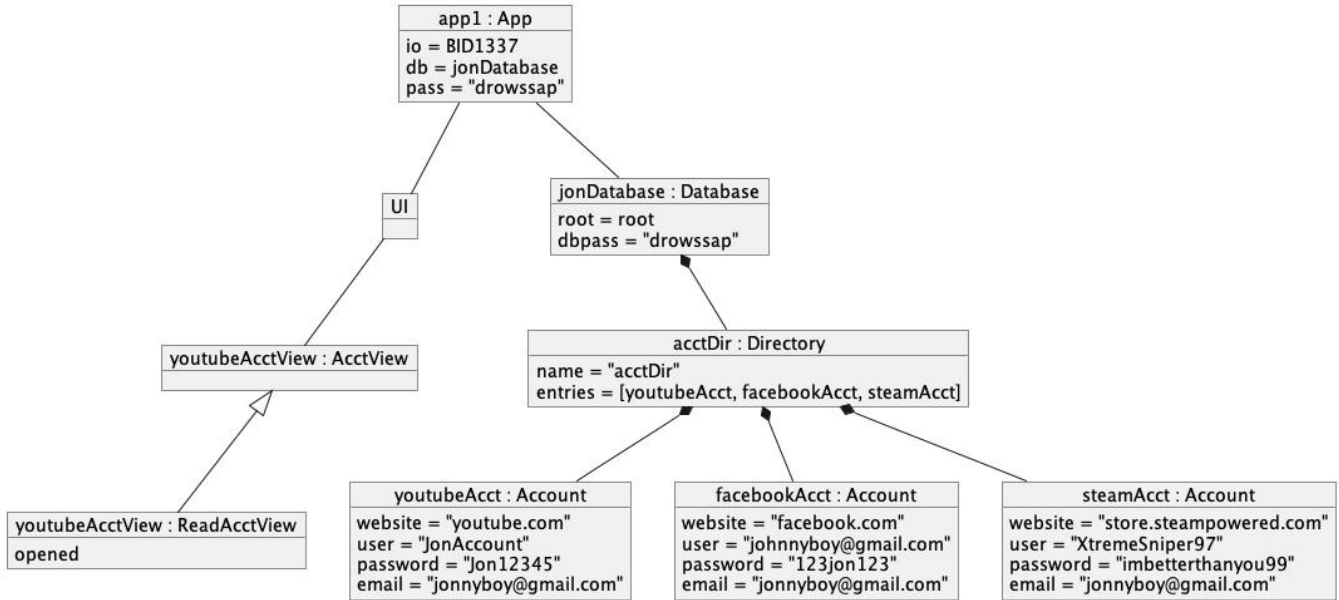 app1 : App
io = BID1337
db = jonDatabase
pass = "drowssap"
UI
jonDatabase : Database
root = root
dbpass = "drowssap"
youtubeAcctView : AcctView
acctDir : Directory
name = "acctDir"
entries = [youtubeAcct, facebookAcct, steamAcct]
youtubeAcctView : ReadAcctView
opened
youtubeAcct : Account
website = "youtube.com"
user = "JonAccount"
password = "Jon12345"
email = "jonnyboy@gmail.com"
facebookAcct : Account
website = "facebook.com"
user = "johnnyboy@gmail.com"
password = "123jon123"
email = "jonnyboy@gmail.com"
steamAcct : Account
website = "store.steampowered.com"
user = "XtremeSniper97"
password = "imbetterthanyou99"
email = "jonnyboy@gmail.com"